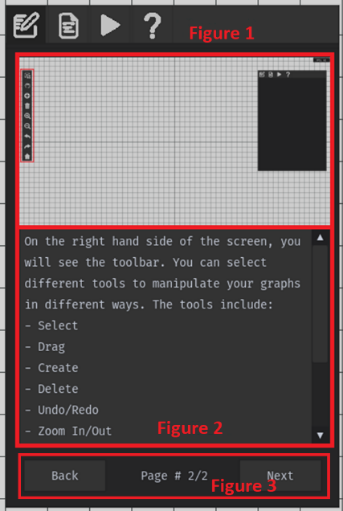 Figure 1
On the right hand side of the screen, you
will see the toolbar. You can select
different tools to manipulate your graphs
in different ways. The tools include:
- Select
- Drag
- Create
- Delete
- Undo/Redo
- Zoom In/Out
Figure 2
Back Page # 2/2 Next
Figure 3